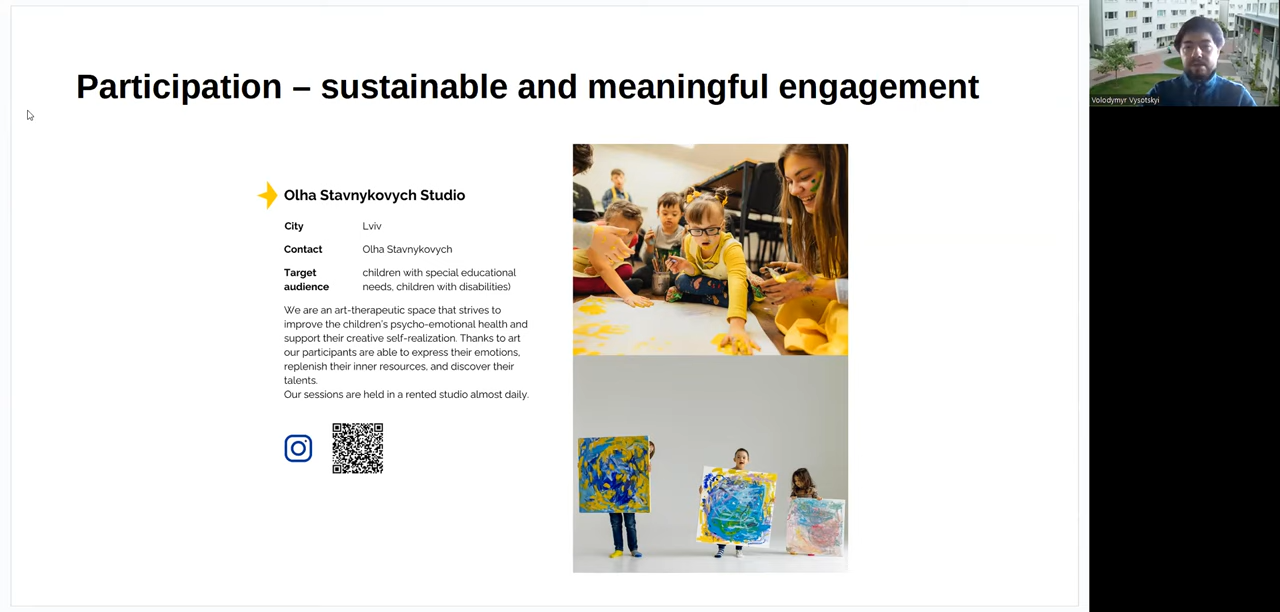 Participation – sustainable and meaningful engagement
Olha Stavnykovych Studio
City Lviv
Contact Olha Stavnykovych
Target audience children with special educational needs, children with disabilities)
We are an art-therapeutic space that strives to
improve the children's psycho-emotional health and
support their creative self-realization. Thanks to art
our participants are able to express their emotions,
replenish their inner resources, and discover their
talents.
Our sessions are held in a rented studio almost daily.
Volodymyr Vysotskyi